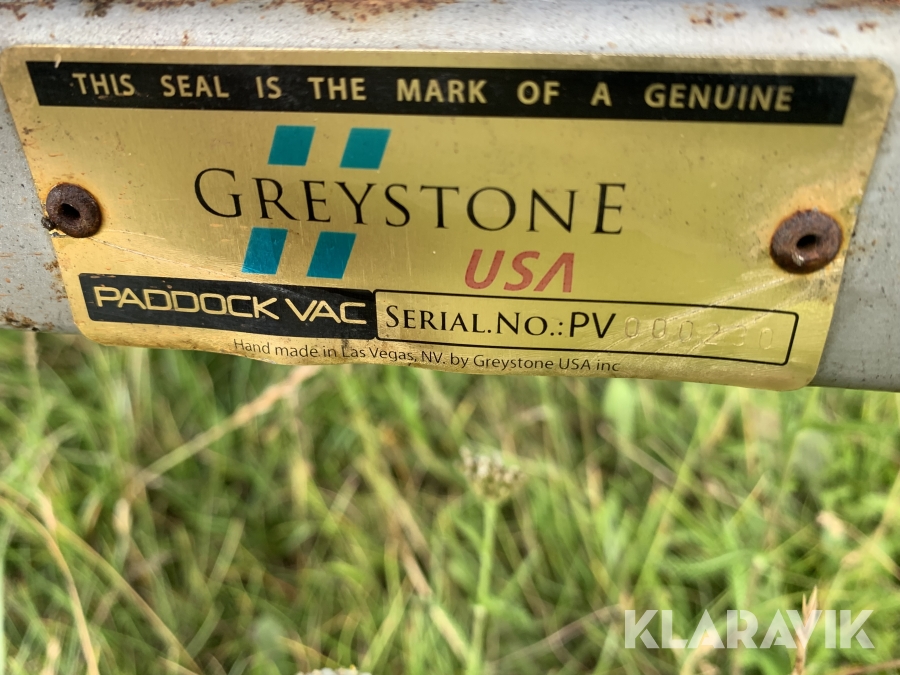 THIS SEAL IS THE MARK OF A GENUINE
GREYSTONE
USA
PADDOCK VAC
SERIAL.NO.:PV
Hand made in Las Vegas, NV. by Greystone USA inc
KLARAVIK